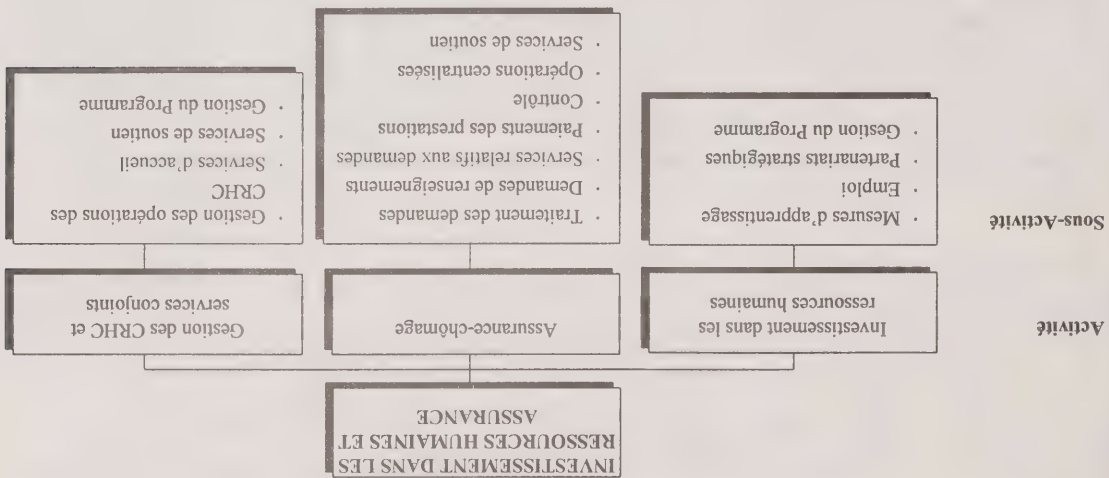 INVESTISSEMENT DANS LES
RESSOURCES HUMAINES ET
ASSURANCE
Activité
Investissement dans les
ressources humaines
Assurance-chômage
Gestion des CRHC et
services conjoints
Sous-Activité
· Mesures d'apprentissage
· Emploi
· Partenariats stratégiques
· Gestion du Programme
· Traitement des demandes
· Demandes de renseignements
· Services relatifs aux demandes
· Paiements des prestations
· Contrôle
· Opérations centralisées
· Services de soutien
· Gestion des opérations des
CRHC
· Services d'accueil
· Services de soutien
· Gestion du Programme